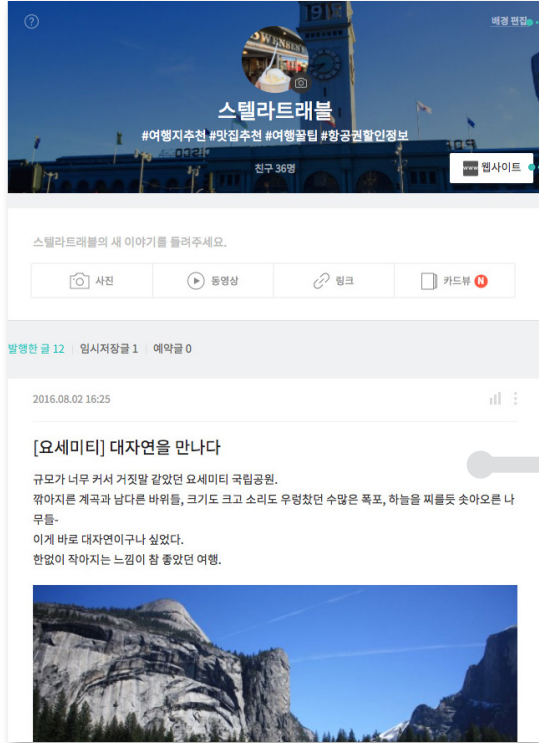 ?
배경 편집
스텔라트래블
#여행지추천 #맛집추천 #여행꿀팁 #항공권할인정보
친구 36명
www 웹사이트
스텔라트래블의 새 이야기를 들려주세요.
사진 동영상 링크 카드뷰 N
발행한 글 12 임시저장글 1 예약글 0
2016.08.02 16:25
[요세미티] 대자연을 만나다
규모가 너무 커서 거짓말 같았던 요세미티 국립공원.
깎아지른 계곡과 남다른 바위들, 크기도 크고 소리도 우렁찼던 수많은 폭포, 하늘을 찌를듯 솟아오른 나
무들-
이게 바로 대자연이구나 싶었다.
한없이 작아지는 느낌이 참 좋았던 여행.